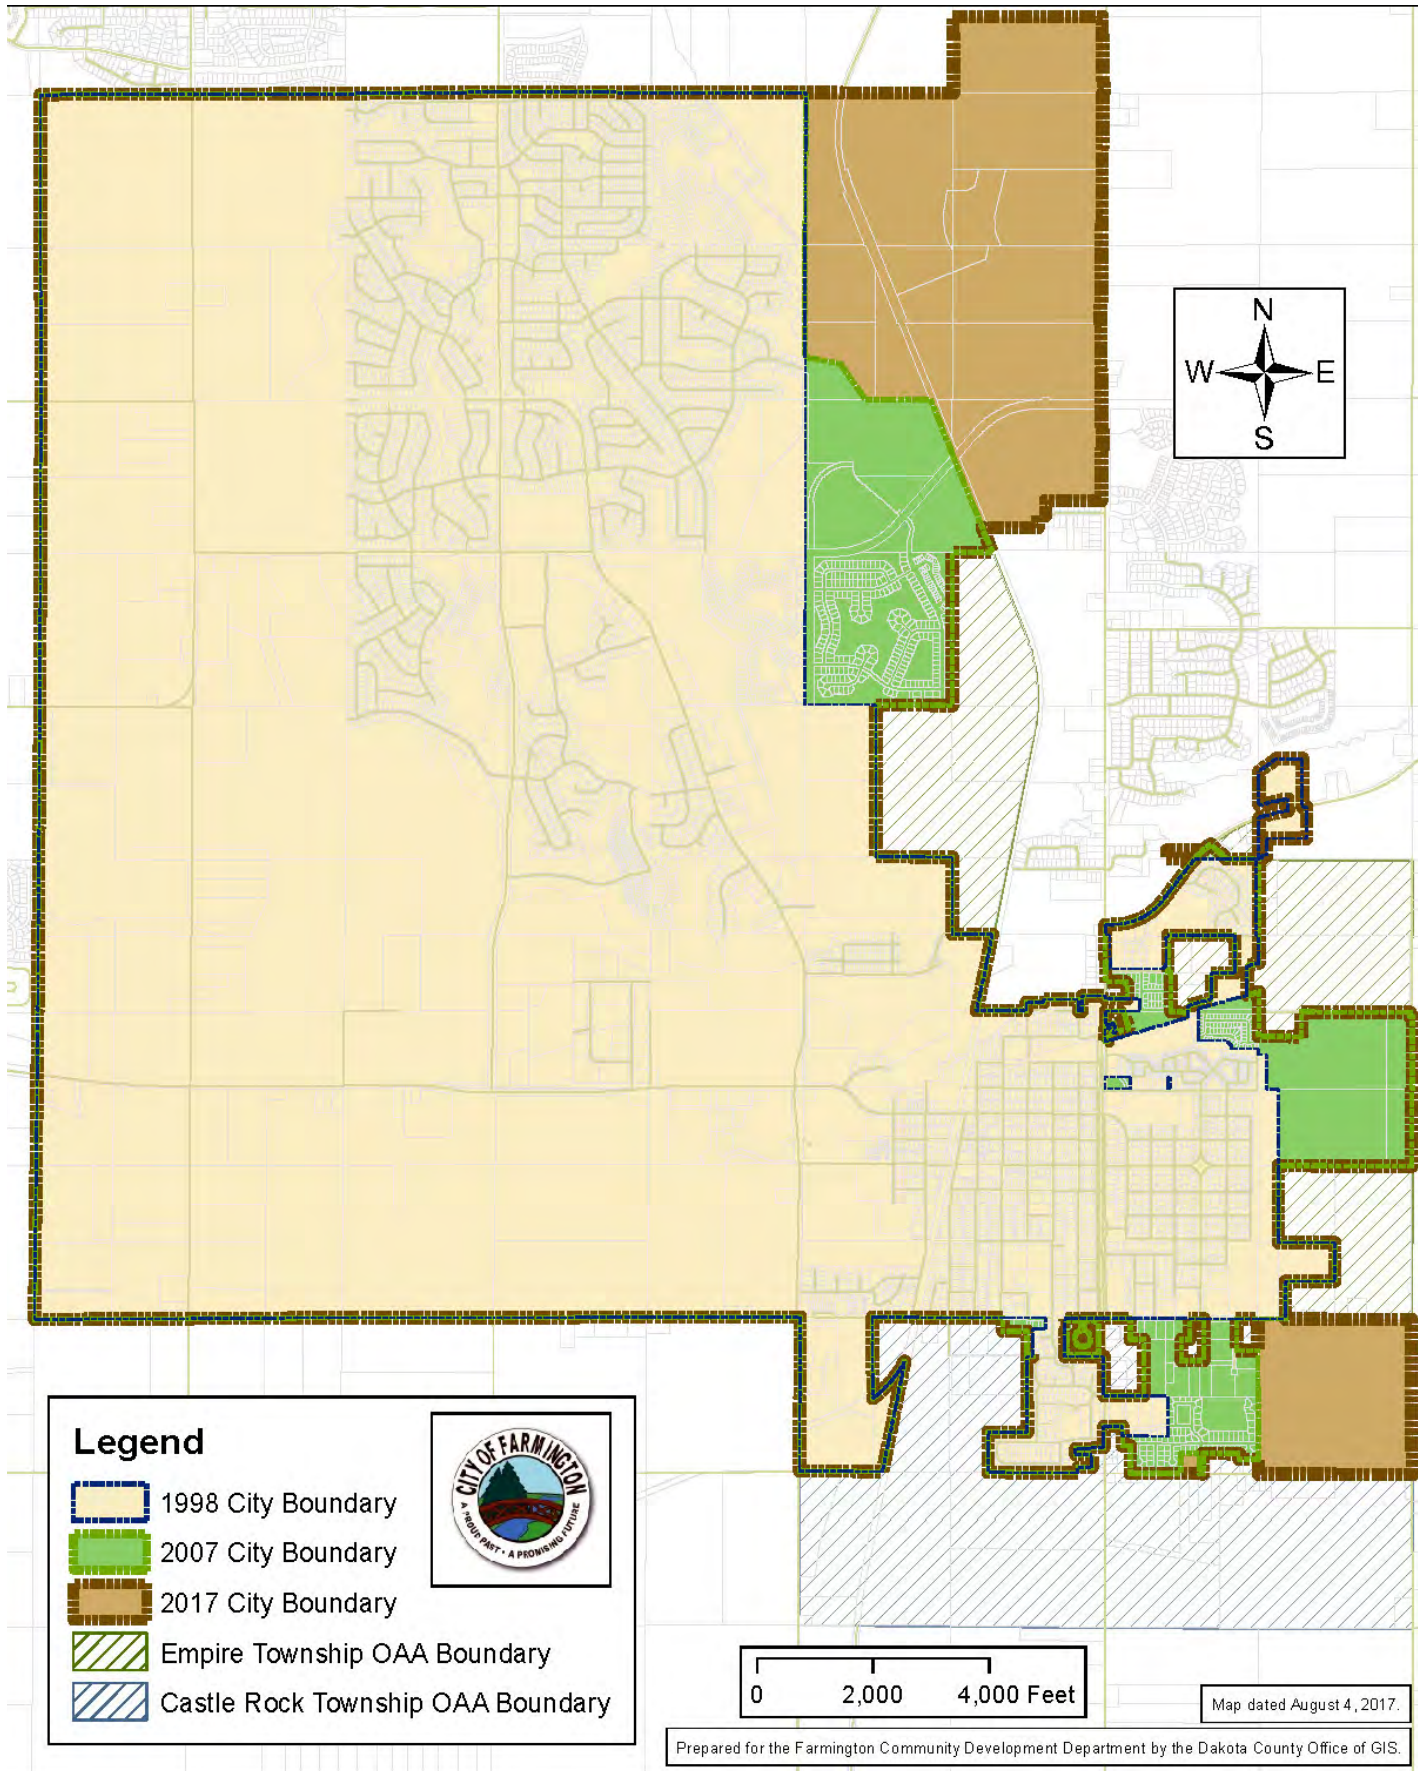 N
W E
S
Legend
1998 City Boundary
2007 City Boundary
2017 City Boundary
Empire Township OAA Boundary
Castle Rock Township OAA Boundary
CITY OF FARMINGTON
A PROUD PAST • A PROMISING FUTURE
0 2,000 4,000 Feet
Map dated August 4, 2017.
Prepared for the Farmington Community Development Department by the Dakota County Office of GIS.